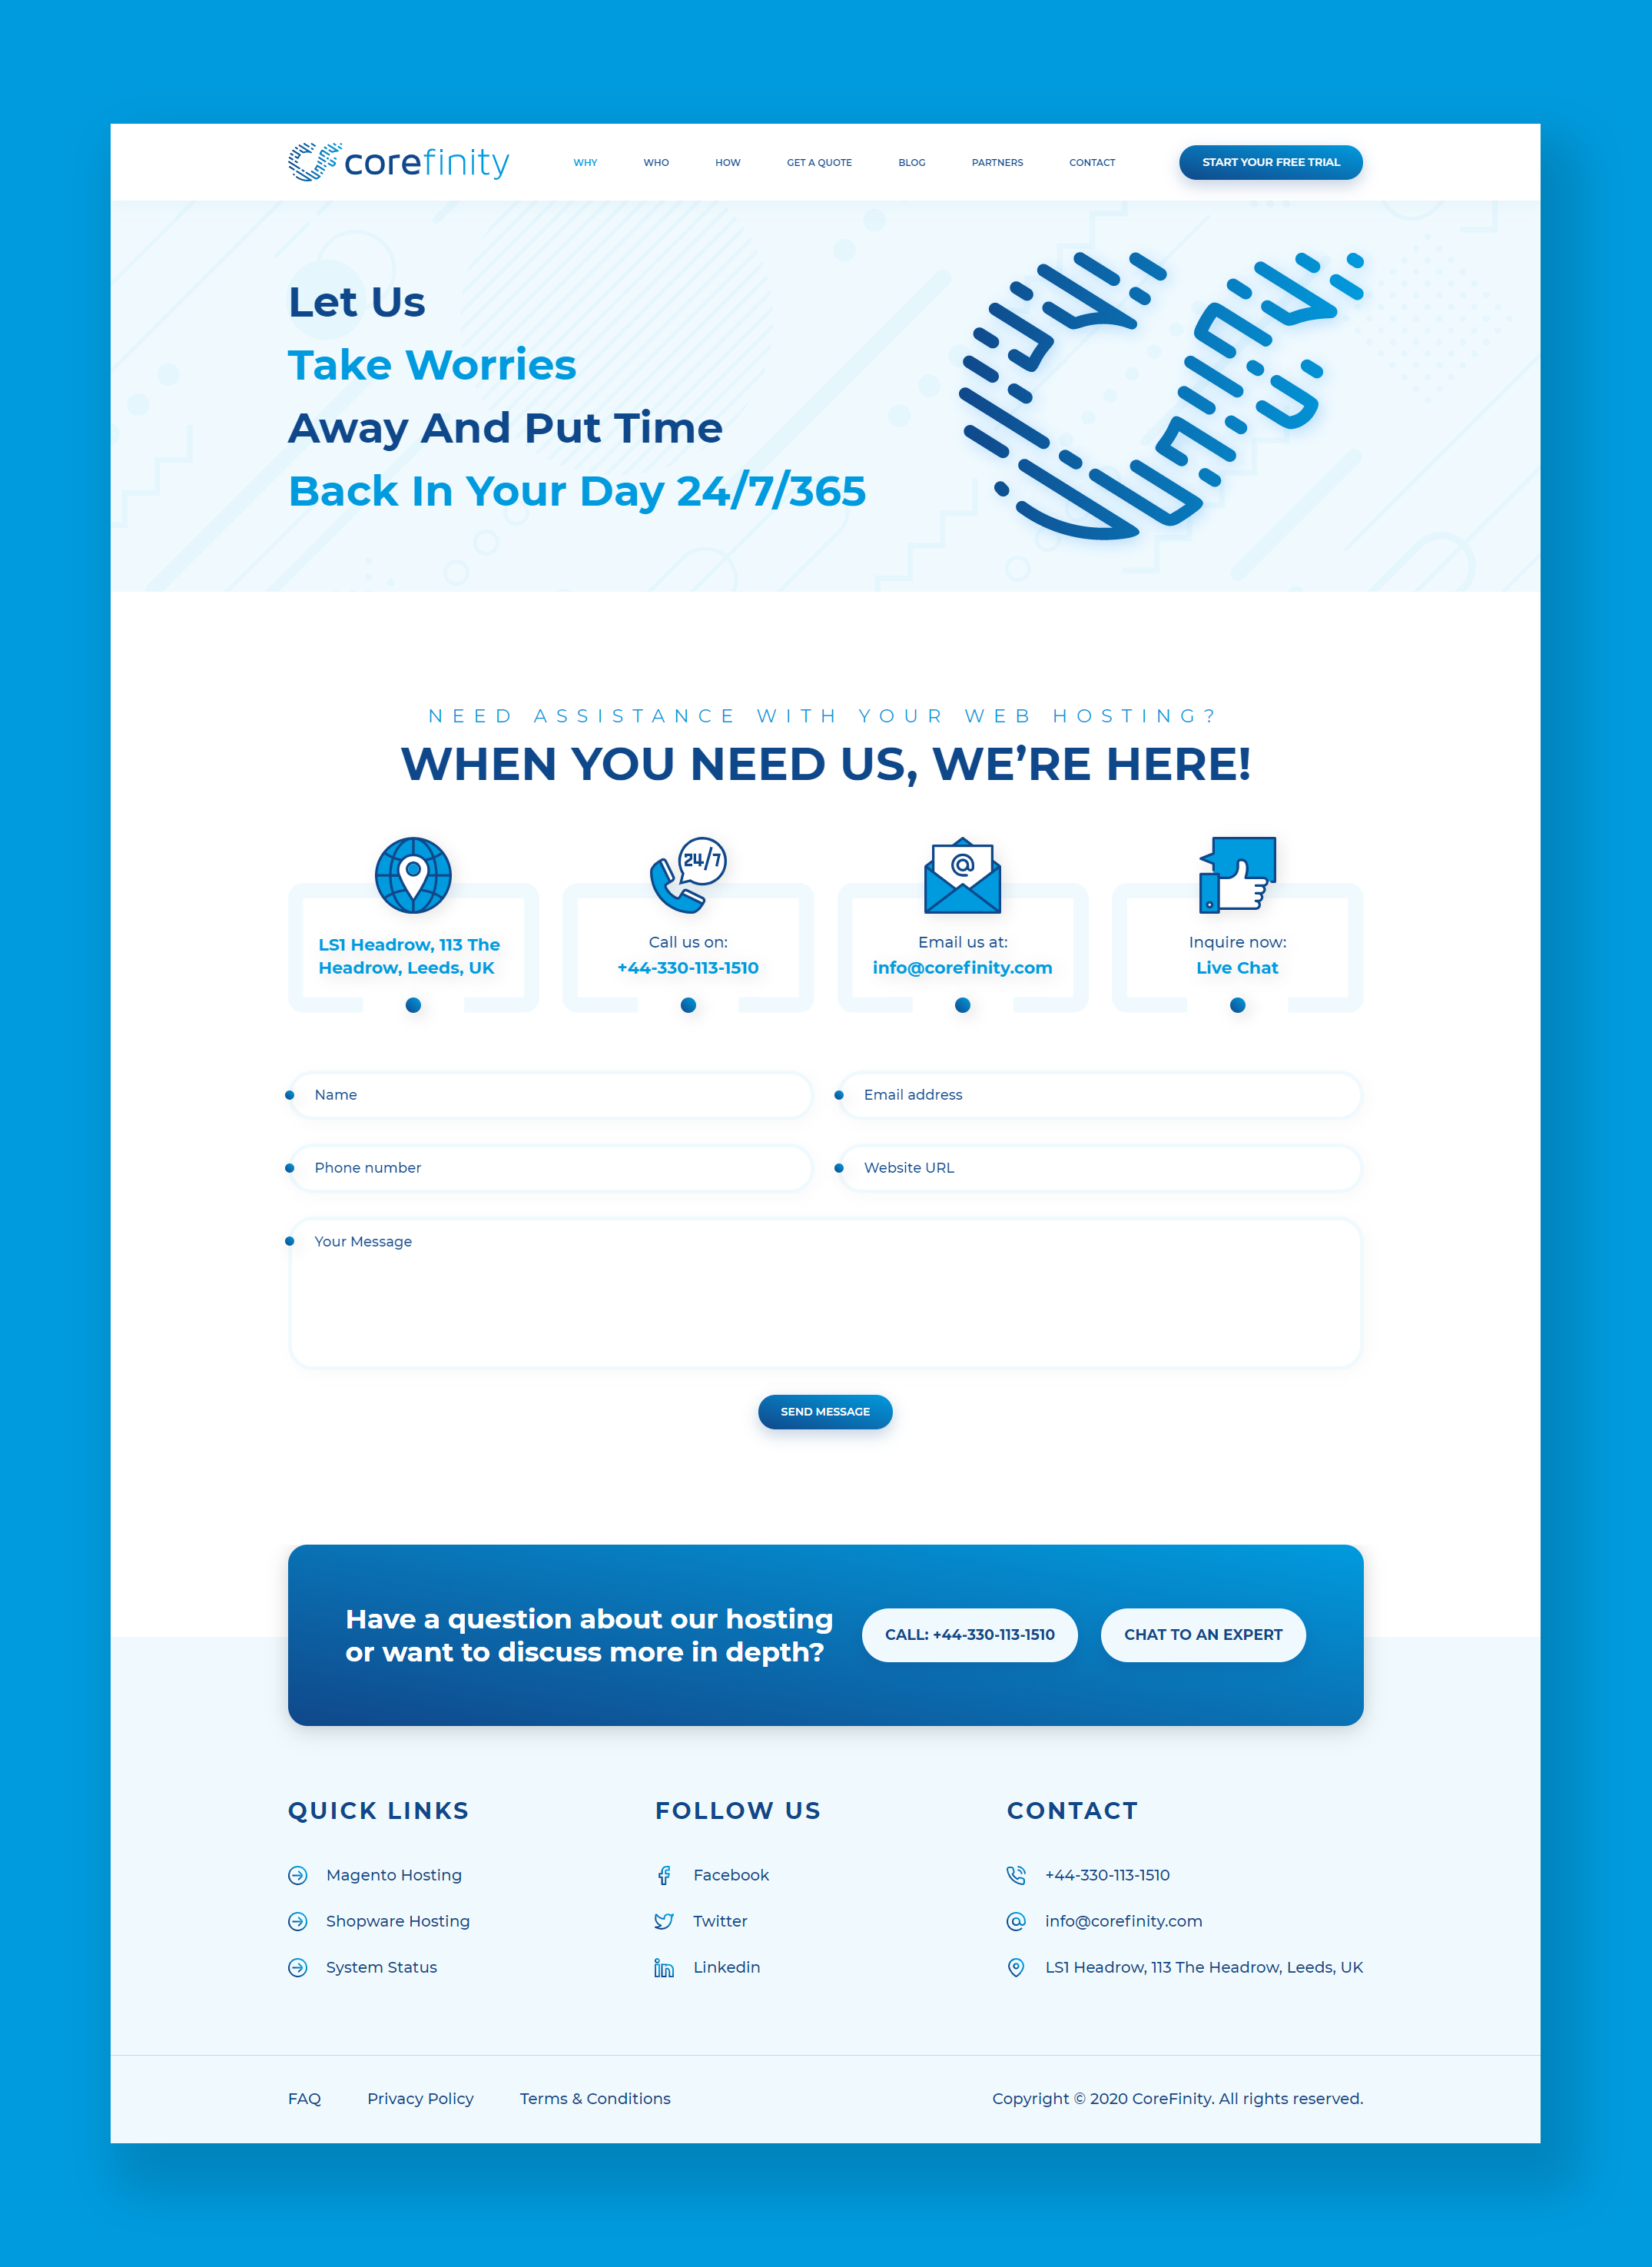 corefinity
WHY WHO HOW GET A QUOTE BLOG PARTNERS CONTACT START YOUR FREE TRIAL
Let Us
Take Worries
Away And Put Time
Back In Your Day 24/7/365
NEED ASSISTANCE WITH YOUR WEB HOSTING?
WHEN YOU NEED US, WE’RE HERE!
LS1 Headrow, 113 The
Headrow, Leeds, UK
24/7
Call us on:
+44-330-113-1510
@
Email us at:
info@corefinity.com
Inquire now:
Live Chat
Name
Email address
Phone number
Website URL
Your Message
SEND MESSAGE
Have a question about our hosting
or want to discuss more in depth?
CALL: +44-330-113-1510
CHAT TO AN EXPERT
QUICK LINKS
Magento Hosting
Shopware Hosting
System Status
FOLLOW US
Facebook
Twitter
Linkedin
CONTACT
+44-330-113-1510
info@corefinity.com
LS1 Headrow, 113 The Headrow, Leeds, UK
FAQ Privacy Policy Terms & Conditions
Copyright © 2020 CoreFinity. All rights reserved.